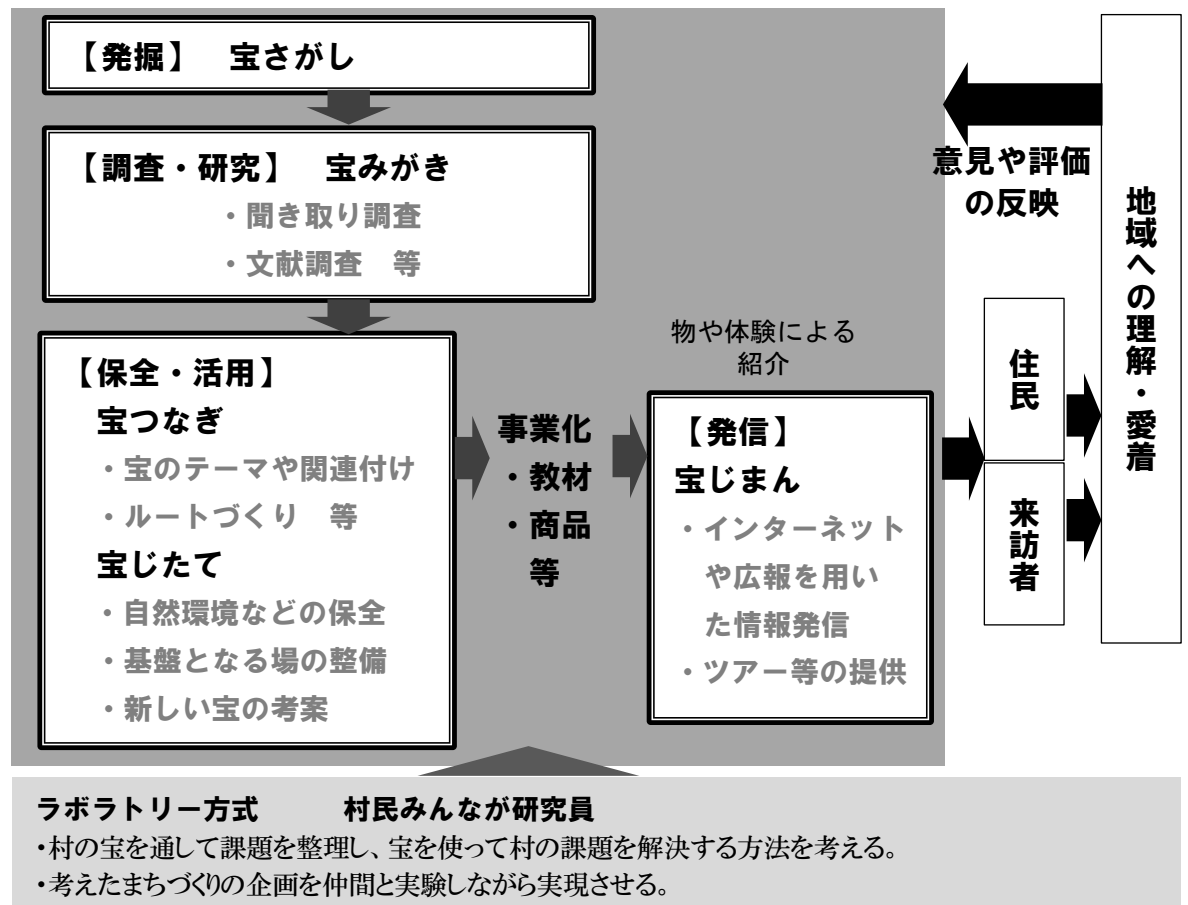 【発掘】　宝さがし
【調査・研究】　宝みがき
・聞き取り調査
・文献調査　等
【保全・活用】
宝つなぎ
・宝のテーマや関連付け
・ルートづくり　等
宝じたて
・自然環境などの保全
・基盤となる場の整備
・新しい宝の考案
事業化
・教材
・商品
等
物や体験による
紹介
【発信】
宝じまん
・インターネット
や広報を用い
た情報発信
・ツアー等の提供
住民
来訪者
意見や評価
の反映
地域への理解・愛着
ラボラトリー方式　　　村民みんなが研究員
・村の宝を通して課題を整理し、宝を使って村の課題を解決する方法を考える。
・考えたまちづくりの企画を仲間と実験しながら実現させる。